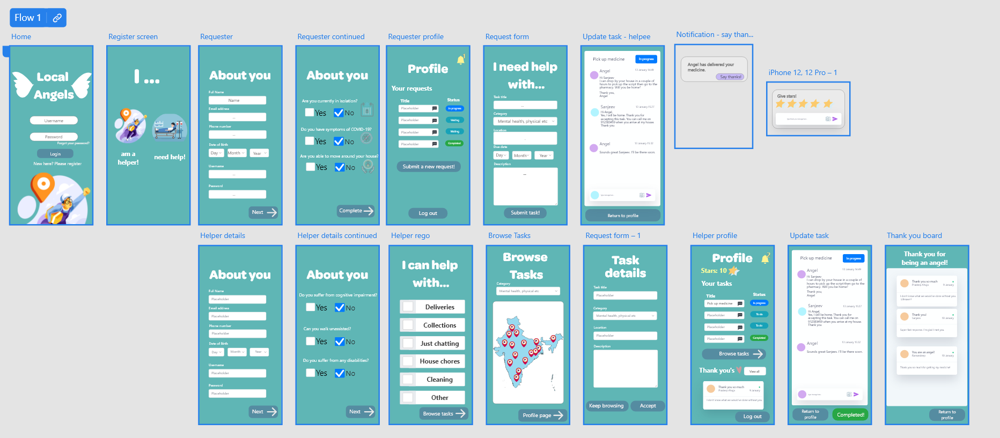 Flow 1
Home
Local
Angels
Username
Password
Forgot your password?
Login
New here? Please register
Register screen
I ...
am a
helper!
need help!
Requester
About you
Full Name
Name
Email address
...
Phone number
...
Date of Birth
Day
Month
Year
Username
...
Password
...
Next
Requester continued
About you
Are you currently in isolation?
Yes
No
Do you have symptoms of COVID-19?
Yes
No
Are you able to move around your house?
Yes
No
Complete
Requester profile
1
Profile
Your requests
Title
Status
Placeholder
In progress
Placeholder
Waiting
Placeholder
Waiting
Placeholder
Completed
Submit a new request!
Log out
Request form
I need help
with...
Task title
...
Category
Mental health, physical etc
Location
Due date
Day
Month
Year
Description
...
Submit task!
Update task - helpee
Pick up medicine
In progress
Angel
13 January 14:49
Hi Sanjeev
I can drop by your house in a couple of
hours to pick up the script then go to the
pharmacy. Will you be home?
Thank you,
Angel
Sanjeev
13 January 15:27
Hi Angel,
Yes, I will be home. Thank you for
accepting this task. You can call me on
912383459 when you arrive at my house.
Thank you
Angel
13 January 15:32
Sounds great Sanjeev. I'll be there soon.
Return to profile
Notification - say than...
Angel has delivered your
medicine.
Say thanks!
iPhone 12, 12 Pro – 1
Give stars!
Helper details
About you
Full Name
Placeholder
Email address
Placeholder
Phone number
Placeholder
Date of Birth
Day
Month
Year
Username
Placeholder
Password
Placeholder
Next
Helper details continued
About you
Do you suffer from cognitive impairment?
Yes
No
Can you walk unassisted?
Yes
No
Do you suffer from any disabilities?
Yes
No
Next
Helper rego
I can help
with...
Deliveries
Collections
Just chatting
House chores
Cleaning
Other
Browse tasks
Browse Tasks
Browse
Tasks
Category
Mental health, physical etc
Profile page
Request form – 1
Task
details
Task title
Placeholder
Category
Mental health, physical etc
Location
Placeholder
Description
Keep browsing
Accept
Helper profile
Profile
2
Stars: 10
Your tasks
Title
Status
Pick up medicine
In progress
Placeholder
To do
Placeholder
To do
Placeholder
Completed
Browse tasks
Thank you's
View all
Thank you so much
Pradeep Ahuja
9 January
I don't know what we would've done without you.
Log out
Update task
Pick up medicine
In progress
Angel
13 January 14:49
Hi Sanjeev
I can drop by your house in a couple of
hours to pick up the script then go to the
pharmacy. Will you be home?
Thank you,
Angel
Sanjeev
13 January 15:27
Hi Angel,
Yes, I will be home. Thank you for
accepting this task. You can call me on
912383459 when you arrive at my house.
Thank you
Angel
13 January 15:32
Sounds great Sanjeev. I'll be there soon.
Return to
profile
Completed!
Thank you board
Thank you for
being an angel!
Thank you so much
Pradeep Ahuja
9 January
I don't know what we would've done without you.
Lifesaver!
Thank you!
Sanjeev
10 January
Super fast response. I'm glad I met you.
You are an angel!
Ramandeep
10 January
Thank you so much for getting my medicine!
Return to
profile